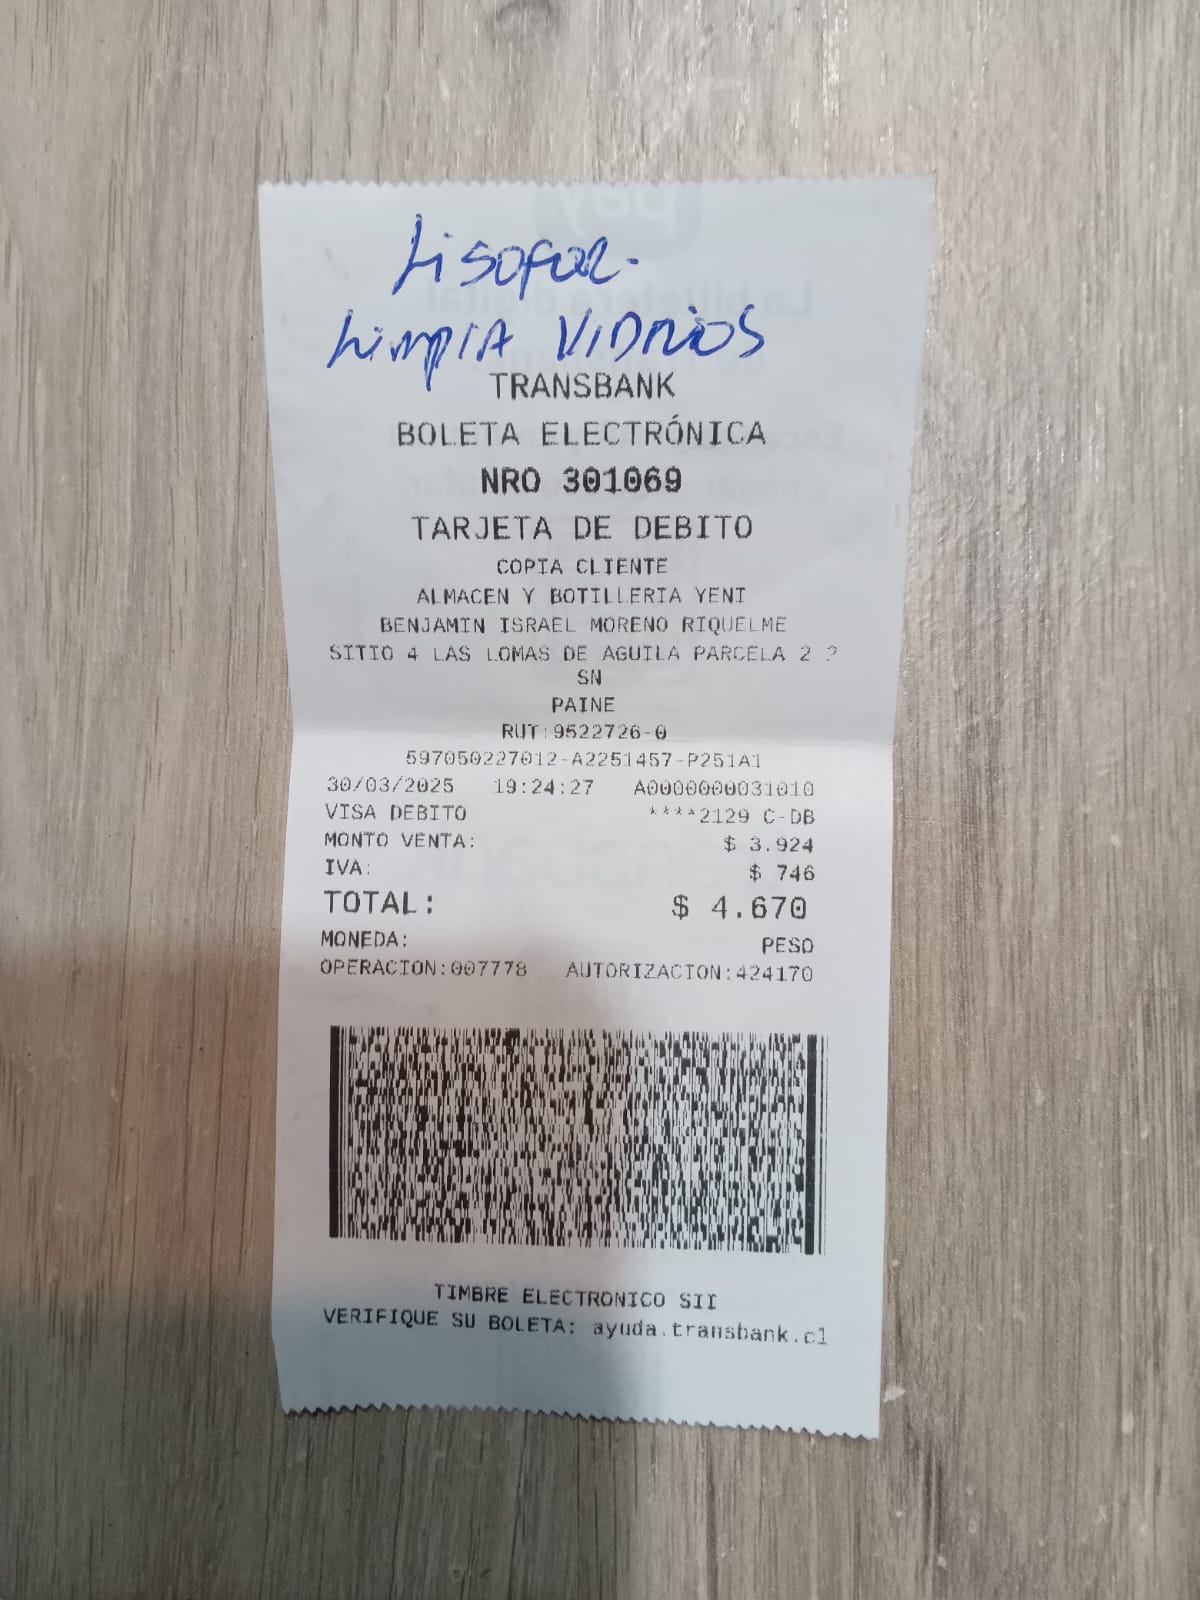 Lisofor.
Limpia Vidrios
TRANSBANK
BOLETA ELECTRÓNICA
NRO 301069
TARJETA DE DEBITO
COPIA CLIENTE
ALMACEN Y BOTILLERIA YENI
BENJAMIN ISRAEL MORENO RIQUELME
SITIO 4 LAS LOMAS DE AGUILA PARCELA 2 ?
SN
PAINE
RUT:9522726-0
597050227012-A2251457-P251A1
30/03/2025 19:24:27 A0000000031010
VISA DEBITO ****2129 C-DB
MONTO VENTA: $ 3.924
IVA: $ 746
TOTAL: $ 4.670
MONEDA: PESO
OPERACION:007778 AUTORIZACION:424170
TIMBRE ELECTRONICO SII
VERIFIQUE SU BOLETA: ayuda.transbank.cl